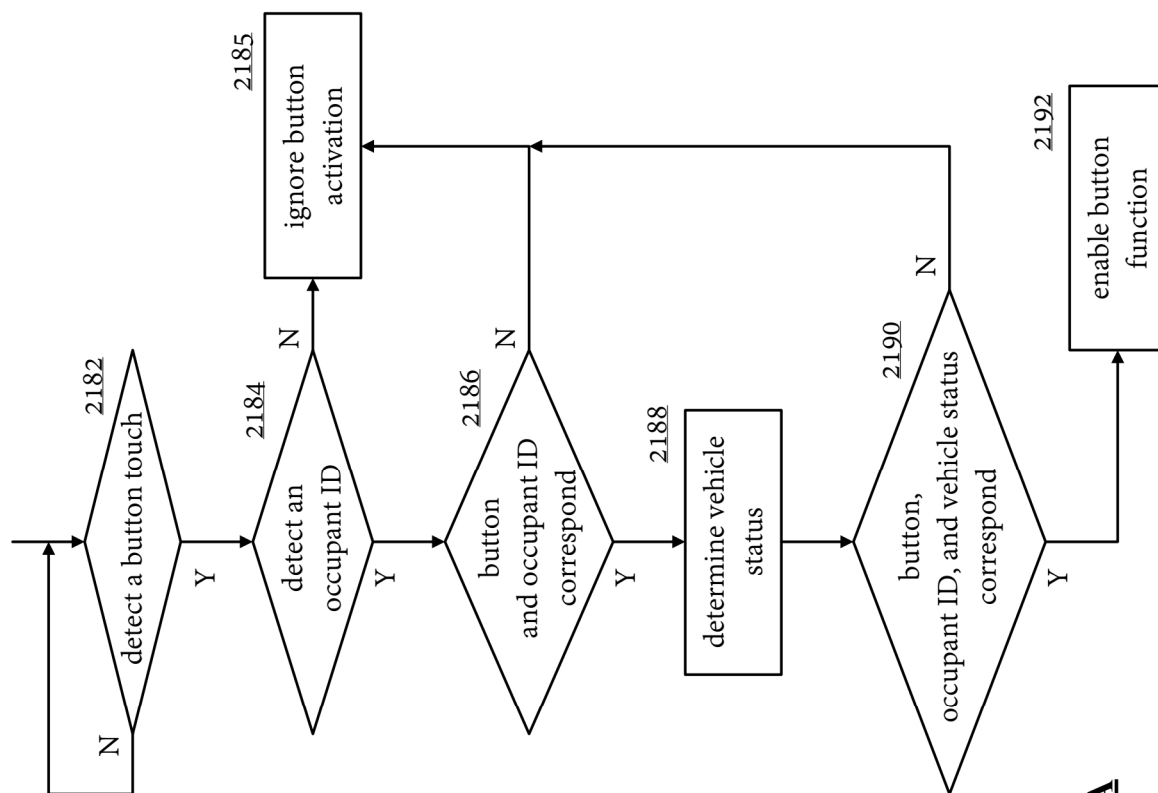 2182
detect a button touch
N
Y
2184
detect an
occupant ID
N
Y
2185
ignore button
activation
2186
button
and occupant ID
correspond
N
Y
2188
determine vehicle
status
2190
button,
occupant ID, and vehicle status
correspond
N
Y
2192
enable button
function
A